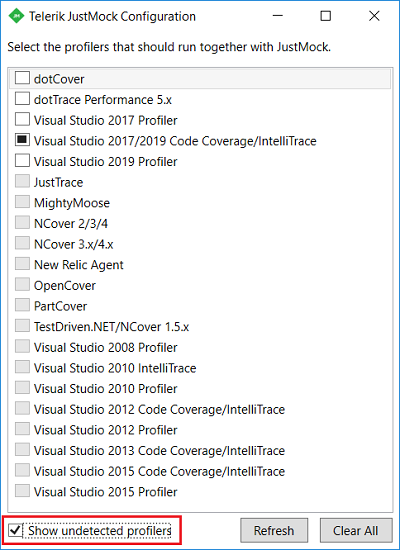 Telerik JustMock Configuration
Select the profilers that should run together with JustMock.
dotCover
dotTrace Performance 5.x
Visual Studio 2017 Profiler
Visual Studio 2017/2019 Code Coverage/IntelliTrace
Visual Studio 2019 Profiler
JustTrace
MightyMoose
NCover 2/3/4
NCover 3.x/4.x
New Relic Agent
OpenCover
PartCover
TestDriven.NET/NCover 1.5.x
Visual Studio 2008 Profiler
Visual Studio 2010 IntelliTrace
Visual Studio 2010 Profiler
Visual Studio 2012 Code Coverage/IntelliTrace
Visual Studio 2012 Profiler
Visual Studio 2013 Code Coverage/IntelliTrace
Visual Studio 2015 Code Coverage/IntelliTrace
Visual Studio 2015 Profiler
Show undetected profilers Refresh Clear All